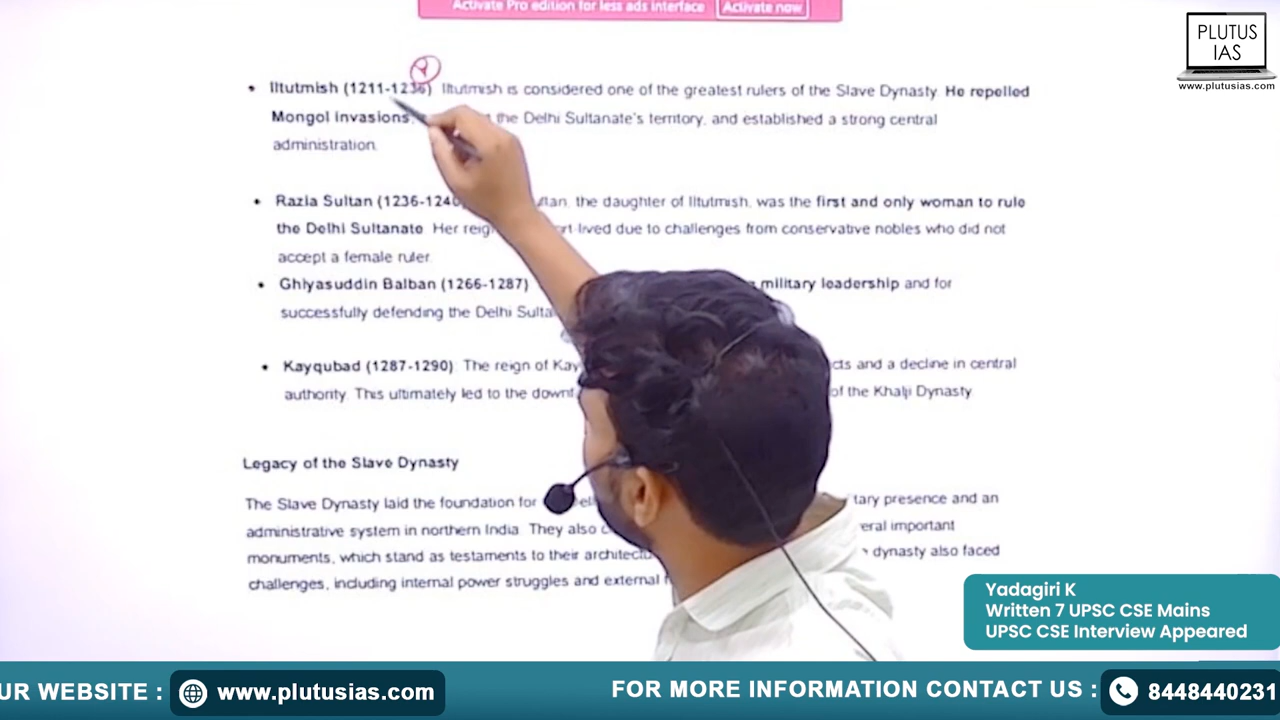 Activate Pro edition for less ads interface Activate now
PLUTUS
IAS
www.plutusias.com
• Iltutmish (1211-1236) Iltutmish is considered one of the greatest rulers of the Slave Dynasty. He repelled
Mongol invasions, the Delhi Sultanate's territory, and established a strong central
administration.
• Razia Sultan (1236-1240 the daughter of Iltutmish, was the first and only woman to rule
the Delhi Sultanate. Her lived due to challenges from conservative nobles who did not
accept a female ruler.
• Ghiyasuddin Balban (1266-1287) military leadership and for
successfully defending the Delhi
• Kayqubad (1287-1290): The reign of and a decline in central
authority. This ultimately led to the of the Khalji Dynasty.
Legacy of the Slave Dynasty
The Slave Dynasty laid the foundation for presence and an
administrative system in northern India. They also important
monuments, which stand as testaments to their dynasty also faced
challenges, including internal power struggles and external
Yadagiri K
Written 7 UPSC CSE Mains
UPSC CSE Interview Appeared
UR WEBSITE : www.plutusias.com
FOR MORE INFORMATION CONTACT US : 8448440231